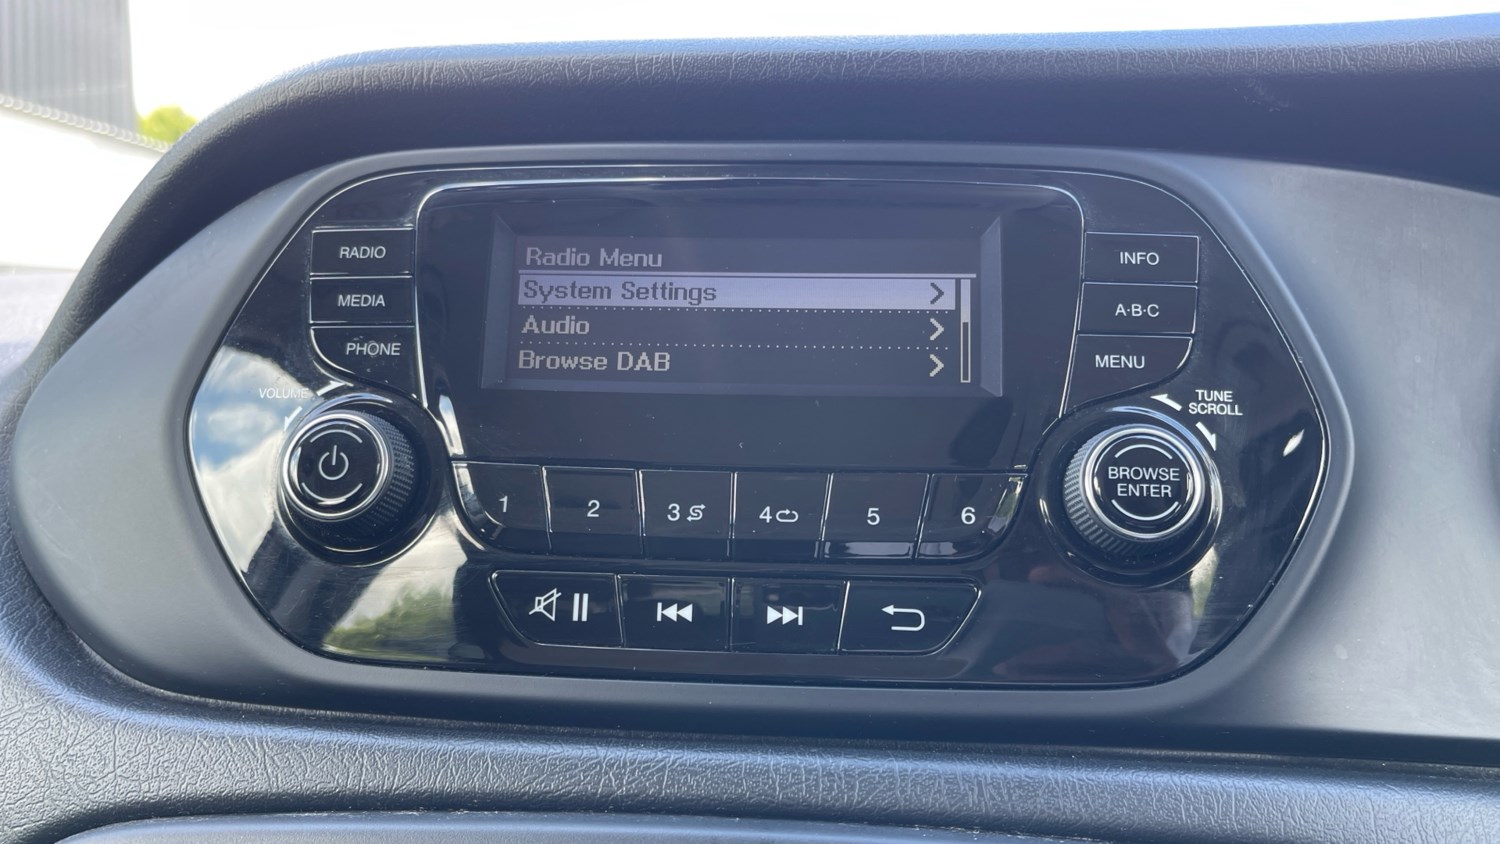 RADIO
MEDIA
PHONE
VOLUME
Radio Menu
System Settings
Audio
Browse DAB
INFO
A·B·C
MENU
TUNE
SCROLL
BROWSE
ENTER
1
2
3
4
5
6